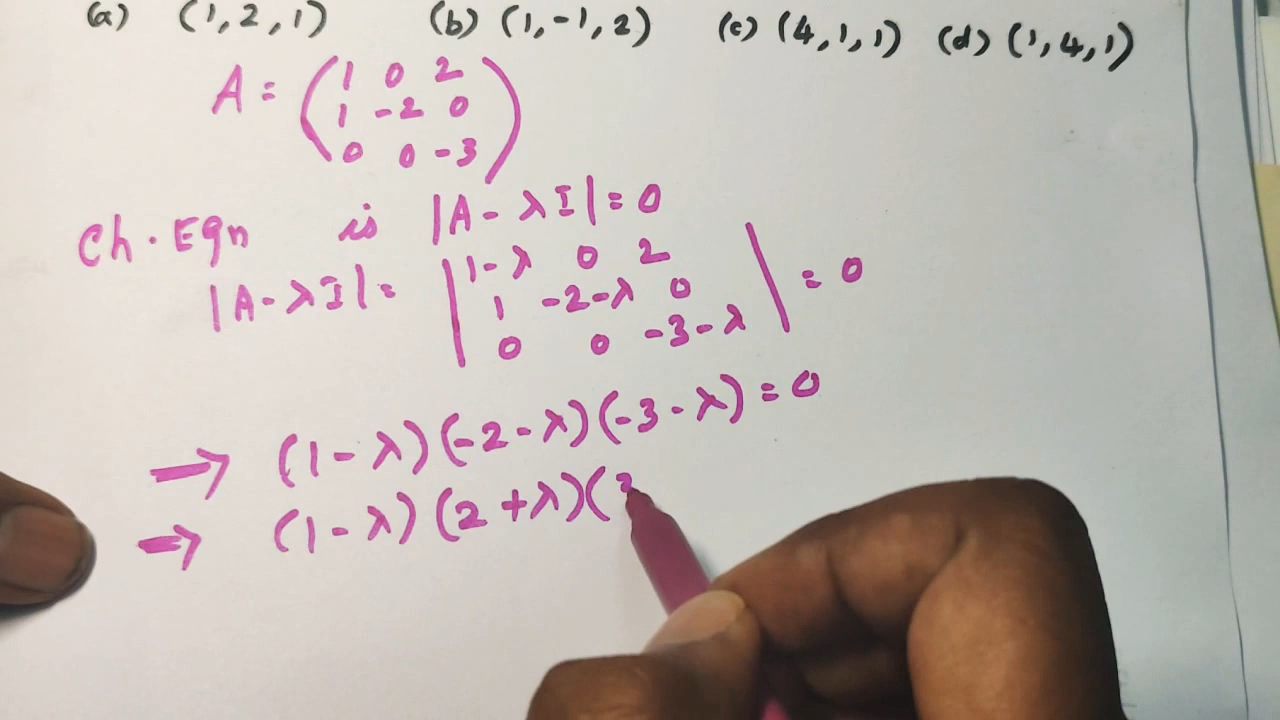 (a) (1,2,1) (b) (1,-1,2) (c) (4,1,1) (d) (1,4,1)
A = ( 1 0 2
1 -2 0
0 0 -3 )
Ch. Eqn is |A-λI|=0
|A-λI| = | 1-λ 0 2
1 -2-λ 0
0 0 -3-λ | = 0
⇒ (1-λ)(-2-λ)(-3-λ)=0
⇒ (1-λ)(2+λ)(3